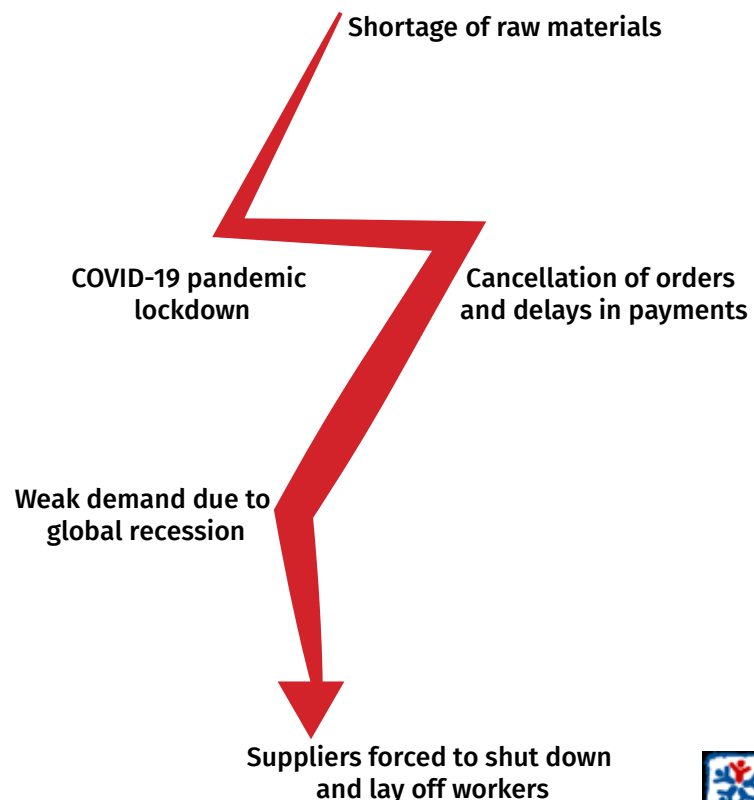 Shortage of raw materials
COVID-19 pandemic
lockdown
Cancellation of orders
and delays in payments
Weak demand due to
global recession
Suppliers forced to shut down
and lay off workers